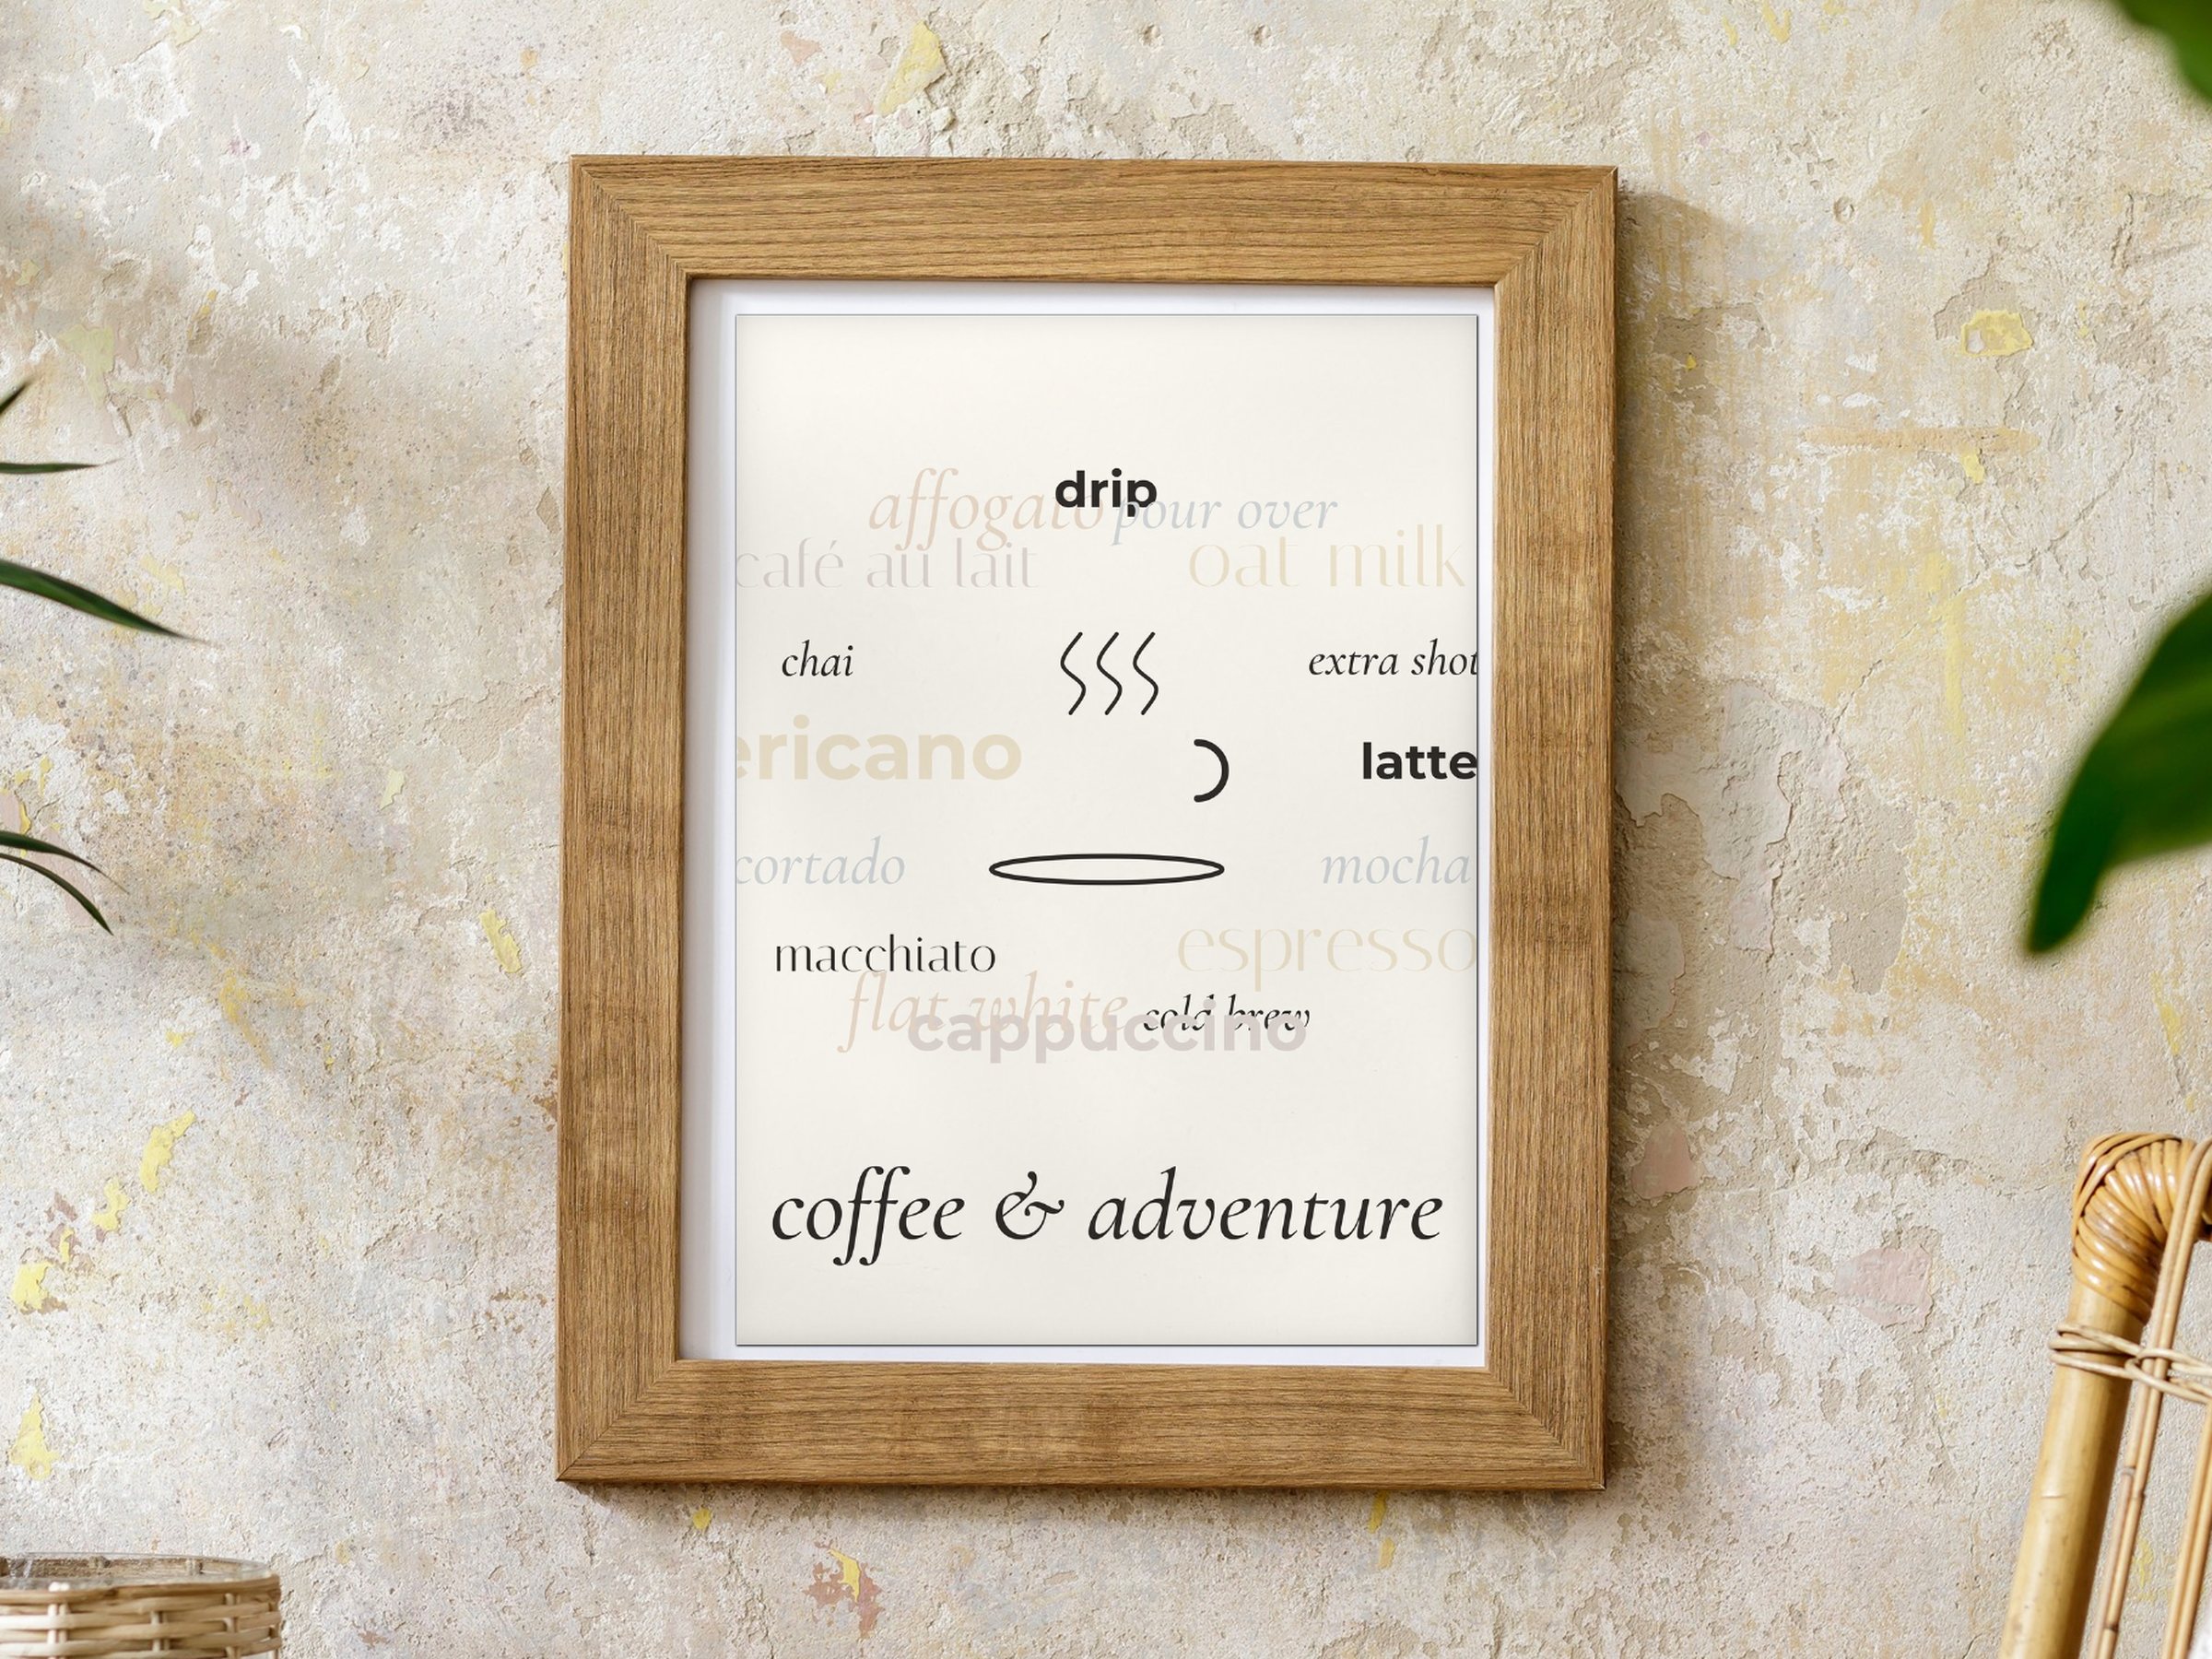 drip
affogato pour over
café au lait oat milk
chai extra shot
ericano latte
cortado mocha
macchiato espresso
flat white cold brew
cappuccino
coffee & adventure